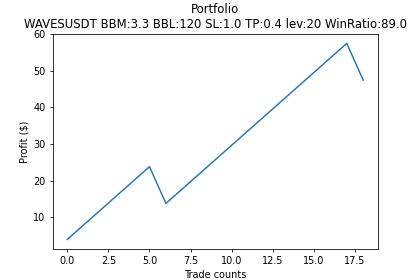 Portfolio
WAVESUSDT BBM:3.3 BBL:120 SL:1.0 TP:0.4 lev:20 WinRatio:89.0
60
50
40
30
20
10
Profit ($)
0.0 2.5 5.0 7.5 10.0 12.5 15.0 17.5
Trade counts